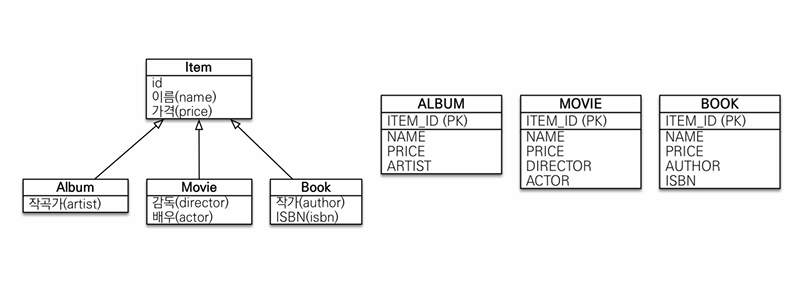 Item
id
이름(name)
가격(price)
Album
작곡가(artist)
Movie
감독(director)
배우(actor)
Book
작가(author)
ISBN(isbn)
ALBUM
ITEM_ID (PK)
NAME
PRICE
ARTIST
MOVIE
ITEM_ID (PK)
NAME
PRICE
DIRECTOR
ACTOR
BOOK
ITEM_ID (PK)
NAME
PRICE
AUTHOR
ISBN